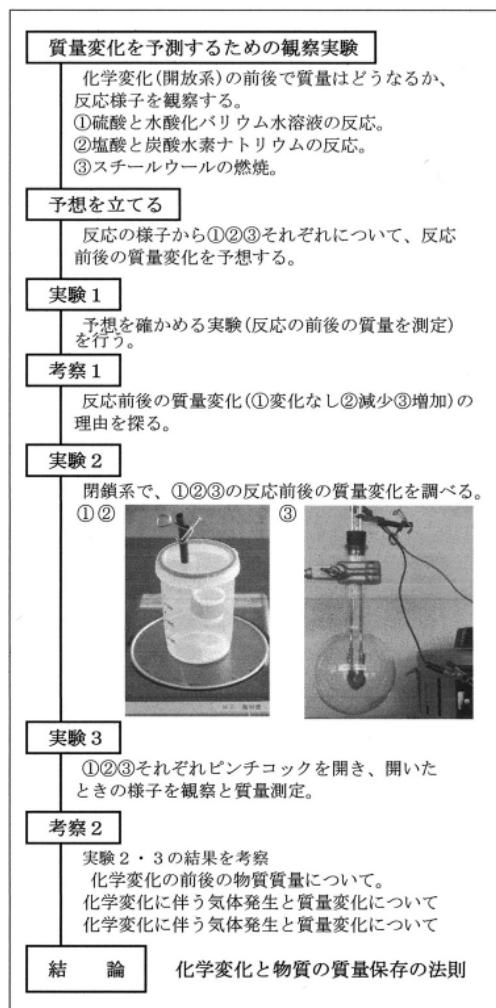 質量変化を予測するための観察実験
化学変化(開放系)の前後で質量はどうなるか、
反応様子を観察する。
①硫酸と水酸化バリウム水溶液の反応。
②塩酸と炭酸水素ナトリウムの反応。
③スチールウールの燃焼。
予想を立てる
反応の様子から①②③それぞれについて、反応
前後の質量変化を予想する。
実験1
予想を確かめる実験(反応の前後の質量を測定)
を行う。
考察1
反応前後の質量変化(①変化なし②減少③増加)の
理由を探る。
実験2
閉鎖系で、①②③の反応前後の質量変化を調べる。
①② ③
実験3
①②③それぞれピンチコックを開き、開いた
ときの様子を観察と質量測定。
考察2
実験2・3の結果を考察
化学変化の前後の物質質量について。
化学変化に伴う気体発生と質量変化について
化学変化に伴う気体発生と質量変化について
結 論 化学変化と物質の質量保存の法則